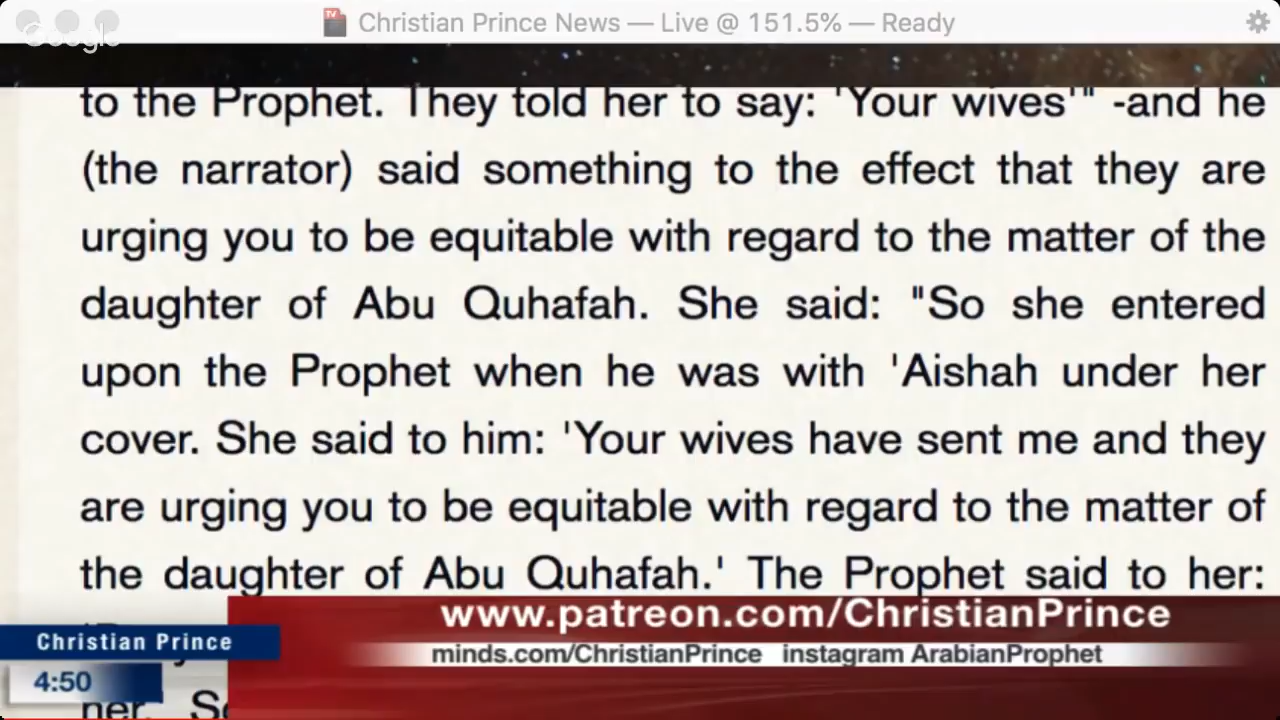 Christian Prince News — Live @ 151.5% — Ready
Google
to the Prophet. They told her to say: 'Your wives'" -and he
(the narrator) said something to the effect that they are
urging you to be equitable with regard to the matter of the
daughter of Abu Quhafah. She said: "So she entered
upon the Prophet when he was with 'Aishah under her
cover. She said to him: 'Your wives have sent me and they
are urging you to be equitable with regard to the matter of
the daughter of Abu Quhafah.' The Prophet said to her:
www.patreon.com/ChristianPrince
Christian Prince
minds.com/ChristianPrince instagram ArabianProphet
4:50
her.